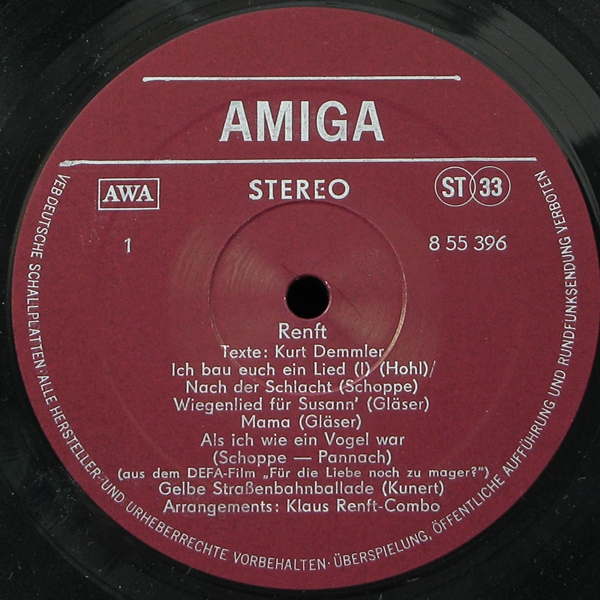 AMIGA
AWA
STEREO
ST 33
1
8 55 396
Renft
Texte: Kurt Demmler
Ich bau euch ein Lied (I) (Hohl)/
Nach der Schlacht (Schoppe)
Wiegenlied für Susann' (Gläser)
Mama (Gläser)
Als ich wie ein Vogel war
(Schoppe — Pannach)
(aus dem DEFA-Film „Für die Liebe noch zu mager?")
Gelbe Straßenbahnballade (Kunert)
Arrangements: Klaus Renft-Combo
VEB DEUTSCHE SCHALLPLATTEN · ALLE HERSTELLER- UND URHEBERRECHTE VORBEHALTEN · ÜBERSPIELUNG, ÖFFENTLICHE AUFFÜHRUNG UND RUNDFUNKSENDUNG VERBOTEN